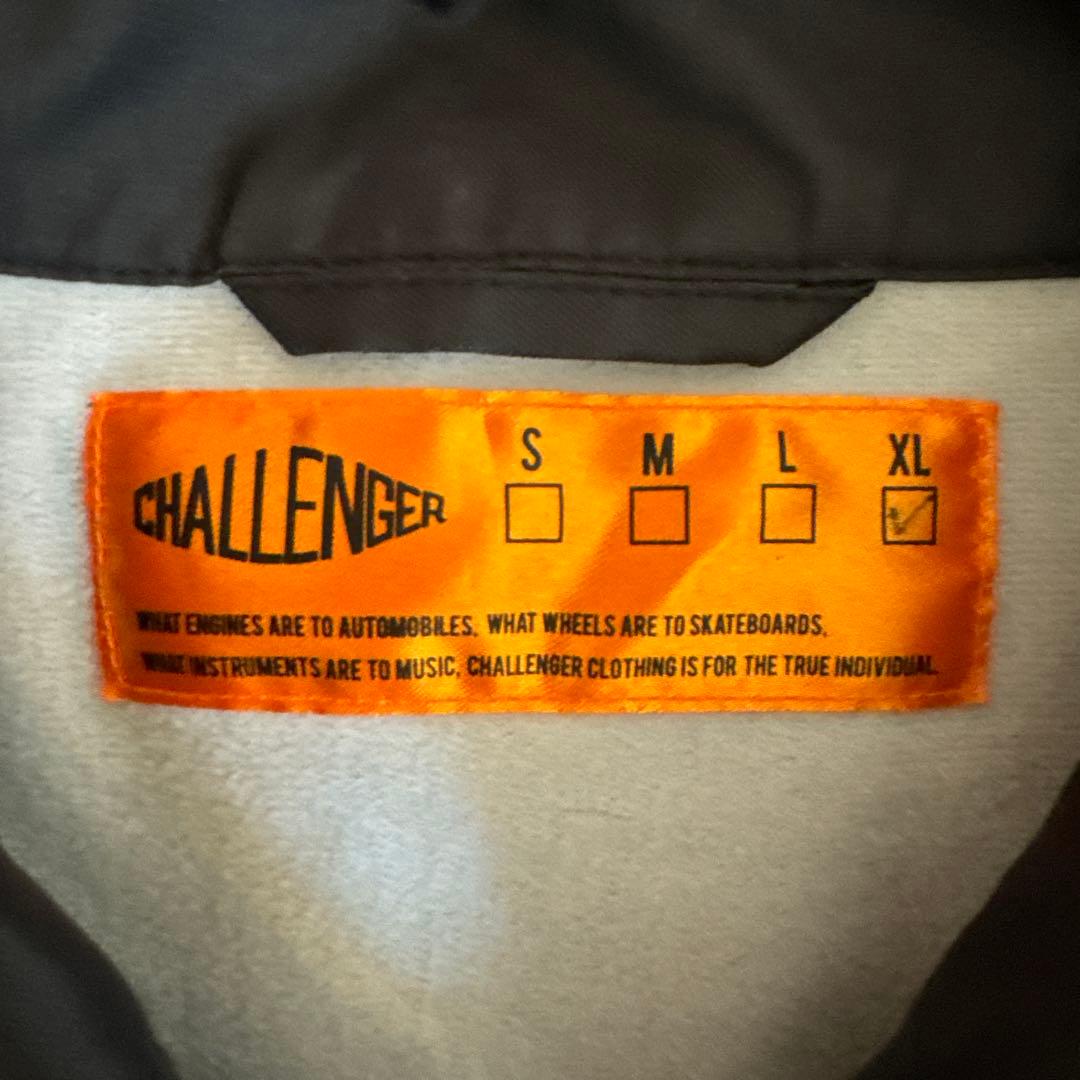 CHALLENGER
S M L XL
WHAT ENGINES ARE TO AUTOMOBILES, WHAT WHEELS ARE TO SKATEBOARDS,
WHAT INSTRUMENTS ARE TO MUSIC, CHALLENGER CLOTHING IS FOR THE TRUE INDIVIDUAL.